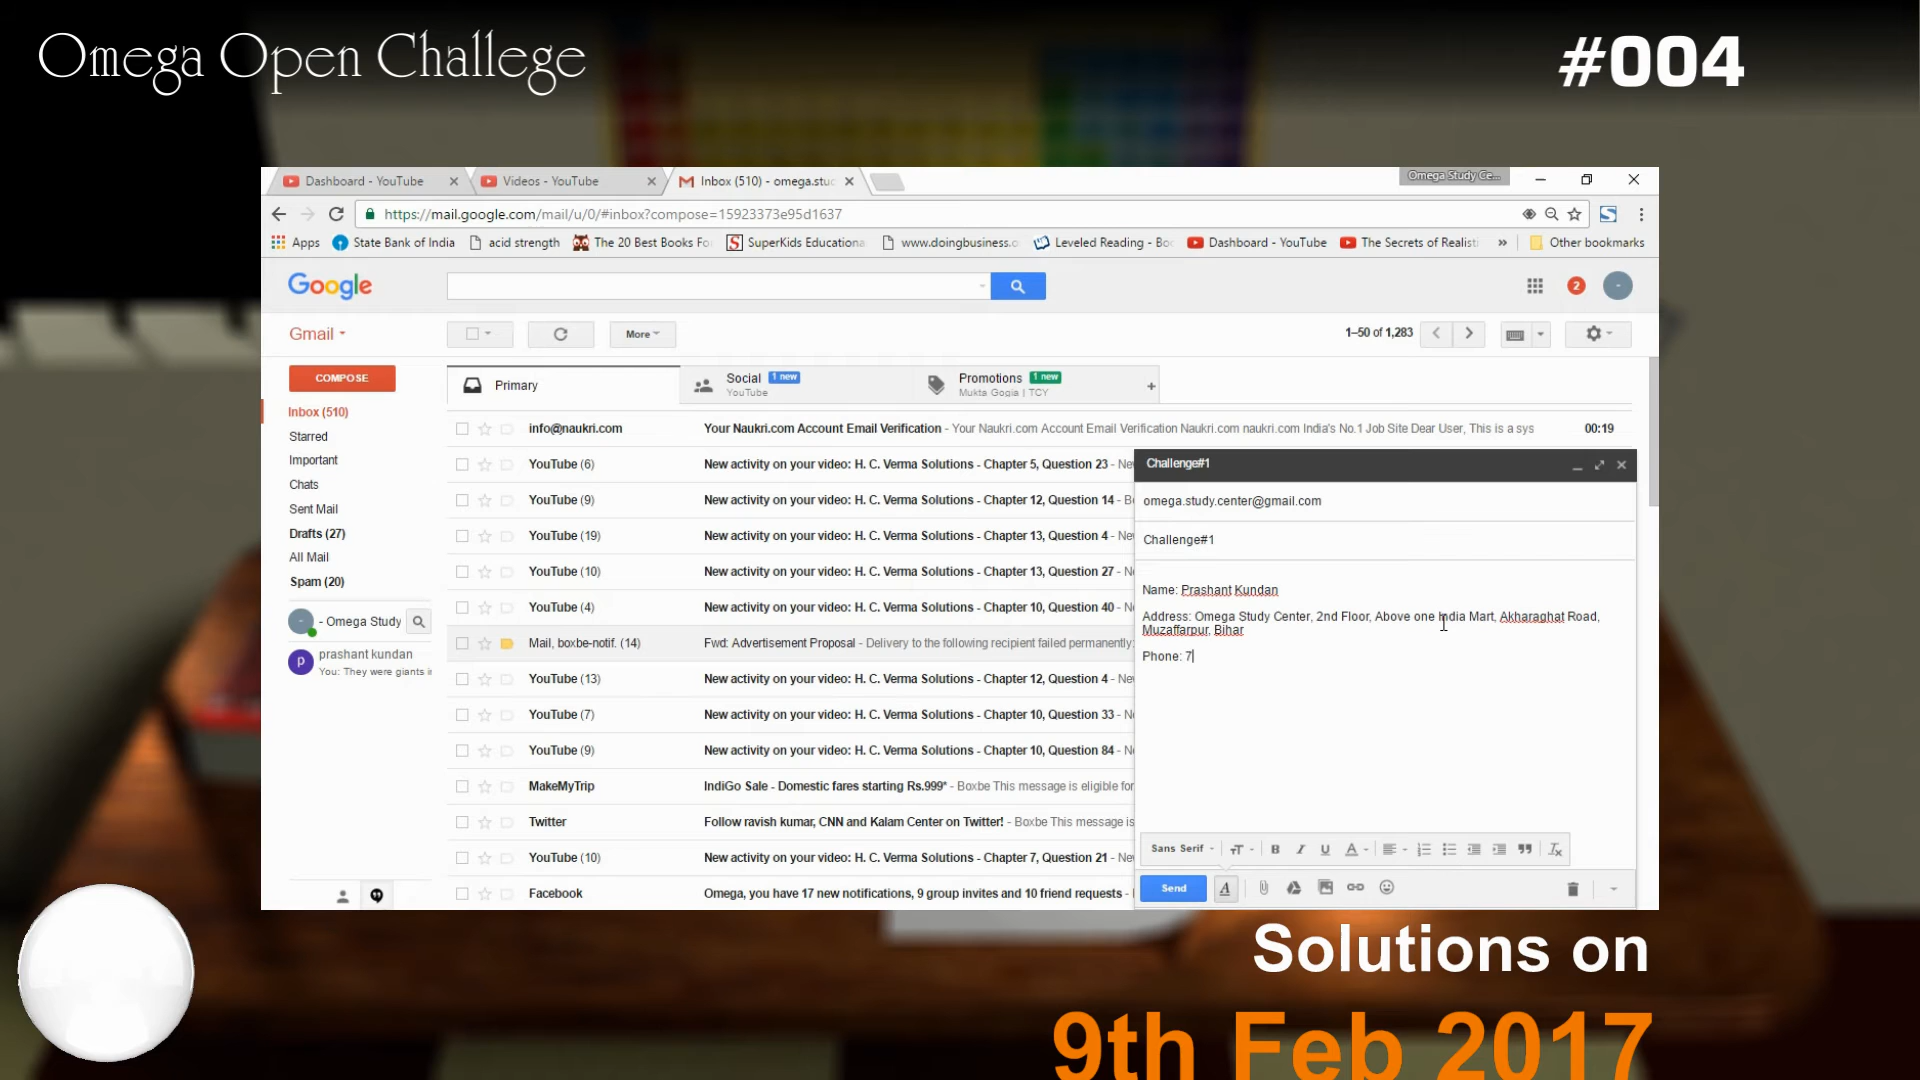 Omega Open Challege
#004
Dashboard - YouTube
Videos - YouTube
Inbox (510) - omega.stuc
Omega Study Ce...
https://mail.google.com/mail/u/0/#inbox?compose=15923373e95d1637
Apps
State Bank of India
acid strength
The 20 Best Books Fo
SuperKids Educationa
www.doingbusiness.o
Leveled Reading - Bo
Dashboard - YouTube
The Secrets of Realisti
»
Other bookmarks
Google
2
Gmail
More
1–50 of 1,283
COMPOSE
Primary
Social 1 new
YouTube
Promotions 1 new
Mukta Gogia | TCY
+
Inbox (510)
Starred
Important
Chats
Sent Mail
Drafts (27)
All Mail
Spam (20)
- Omega Study
P prashant kundan
You: They were giants i
info@naukri.com Your Naukri.com Account Email Verification - Your Naukri.com Account Email Verification Naukri.com naukri.com India's No.1 Job Site Dear User, This is a sys 00:19
YouTube (6) New activity on your video: H. C. Verma Solutions - Chapter 5, Question 23 - Ne
YouTube (9) New activity on your video: H. C. Verma Solutions - Chapter 12, Question 14 - B
YouTube (19) New activity on your video: H. C. Verma Solutions - Chapter 13, Question 4 - Ne
YouTube (10) New activity on your video: H. C. Verma Solutions - Chapter 13, Question 27 - N
YouTube (4) New activity on your video: H. C. Verma Solutions - Chapter 10, Question 40 - N
Mail, boxbe-notif. (14) Fwd: Advertisement Proposal - Delivery to the following recipient failed permanently:
YouTube (13) New activity on your video: H. C. Verma Solutions - Chapter 12, Question 4 - Ne
YouTube (7) New activity on your video: H. C. Verma Solutions - Chapter 10, Question 33 - N
YouTube (9) New activity on your video: H. C. Verma Solutions - Chapter 10, Question 84 - N
MakeMyTrip IndiGo Sale - Domestic fares starting Rs.999* - Boxbe This message is eligible for
Twitter Follow ravish kumar, CNN and Kalam Center on Twitter! - Boxbe This message is
YouTube (10) New activity on your video: H. C. Verma Solutions - Chapter 7, Question 21 - Ne
Facebook Omega, you have 17 new notifications, 9 group invites and 10 friend requests -
Challenge#1
omega.study.center@gmail.com
Challenge#1
Name: Prashant Kundan
Address: Omega Study Center, 2nd Floor, Above one India Mart, Akharaghat Road,
Muzaffarpur, Bihar
Phone: 7
Sans Serif
Send
Solutions on
9th Feb 2017